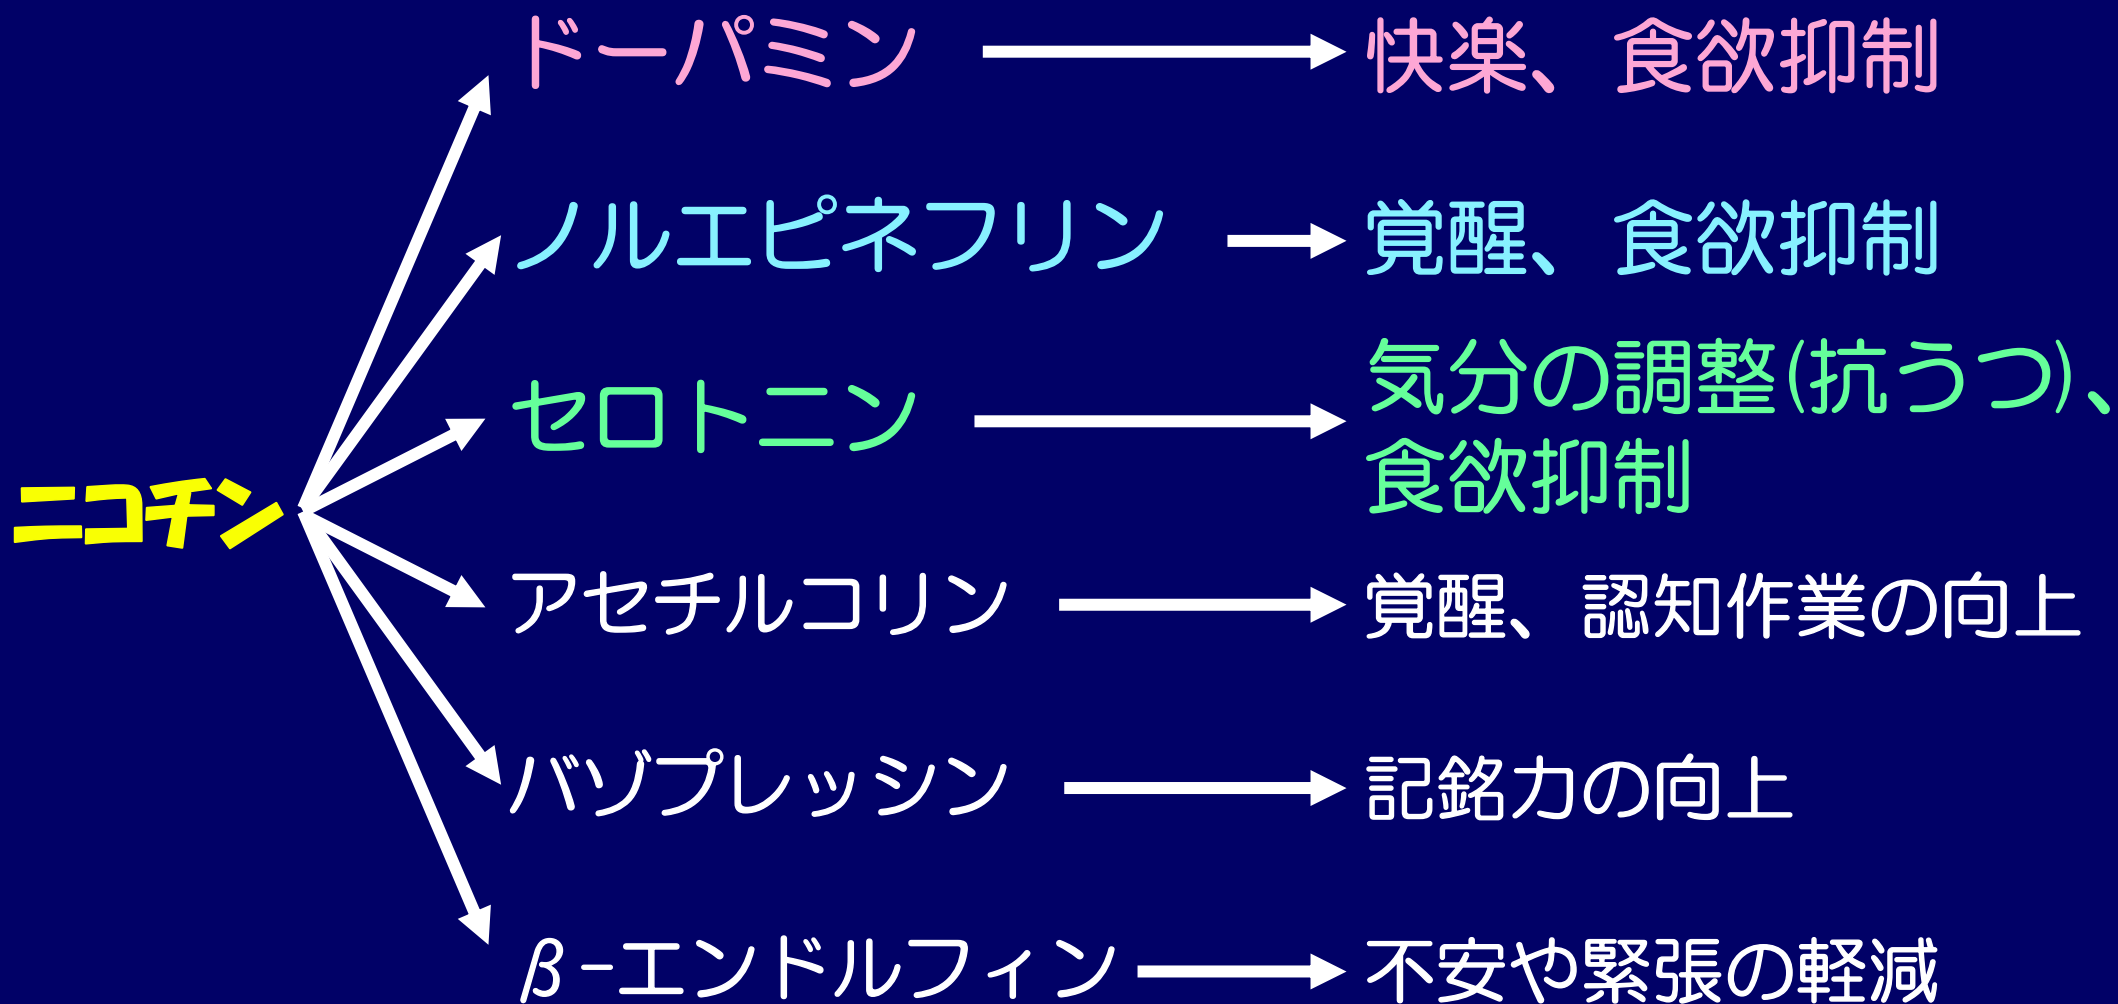 ドーパミン 快楽、食欲抑制
ノルエピネフリン 覚醒、食欲抑制
セロトニン 気分の調整(抗うつ)、
食欲抑制
ニコチン
アセチルコリン 覚醒、認知作業の向上
バゾプレッシン 記銘力の向上
β-エンドルフィン 不安や緊張の軽減